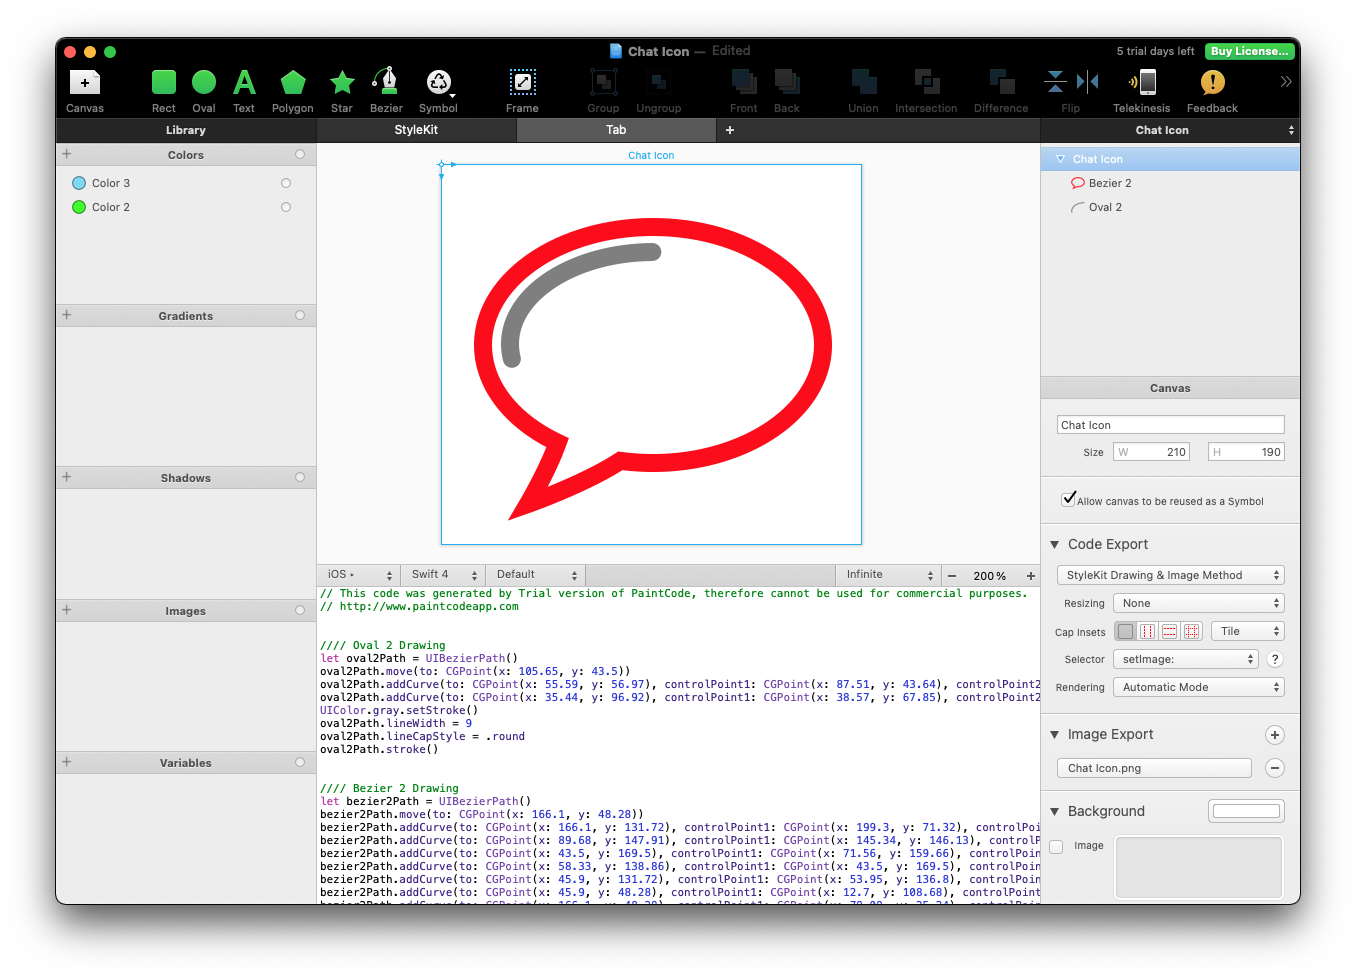 Chat Icon — Edited
5 trial days left
Buy License...
Canvas
Rect
Oval
Text
Polygon
Star
Bezier
Symbol
Frame
Group
Ungroup
Front
Back
Union
Intersection
Difference
Flip
Telekinesis
Feedback
Library
StyleKit
Tab
+
Chat Icon
Colors
Color 3
Color 2
Gradients
Shadows
Images
Variables
Chat Icon
Chat Icon
Bezier 2
Oval 2
Canvas
Chat Icon
Size
W 210
H 190
Allow canvas to be reused as a Symbol
Code Export
StyleKit Drawing & Image Method
Resizing
None
Cap Insets
Tile
Selector
setImage:
?
Rendering
Automatic Mode
Image Export
Chat Icon.png
Background
Image
iOS
Swift 4
Default
Infinite
− 200% +
// This code was generated by Trial version of PaintCode, therefore cannot be used for commercial purposes.
// http://www.paintcodeapp.com
//// Oval 2 Drawing
let oval2Path = UIBezierPath()
oval2Path.move(to: CGPoint(x: 105.65, y: 43.5))
oval2Path.addCurve(to: CGPoint(x: 55.59, y: 56.97), controlPoint1: CGPoint(x: 87.51, y: 43.64), controlPoint2
oval2Path.addCurve(to: CGPoint(x: 35.44, y: 96.92), controlPoint1: CGPoint(x: 38.57, y: 67.85), controlPoint2
UIColor.gray.setStroke()
oval2Path.lineWidth = 9
oval2Path.lineCapStyle = .round
oval2Path.stroke()
//// Bezier 2 Drawing
let bezier2Path = UIBezierPath()
bezier2Path.move(to: CGPoint(x: 166.1, y: 48.28))
bezier2Path.addCurve(to: CGPoint(x: 166.1, y: 131.72), controlPoint1: CGPoint(x: 199.3, y: 71.32), controlPoi
bezier2Path.addCurve(to: CGPoint(x: 89.68, y: 147.91), controlPoint1: CGPoint(x: 145.34, y: 146.13), controlP
bezier2Path.addCurve(to: CGPoint(x: 43.5, y: 169.5), controlPoint1: CGPoint(x: 71.56, y: 159.66), controlPoin
bezier2Path.addCurve(to: CGPoint(x: 58.33, y: 138.86), controlPoint1: CGPoint(x: 43.5, y: 169.5), controlPoin
bezier2Path.addCurve(to: CGPoint(x: 45.9, y: 131.72), controlPoint1: CGPoint(x: 53.95, y: 136.8), controlPoin
bezier2Path.addCurve(to: CGPoint(x: 45.9, y: 48.28), controlPoint1: CGPoint(x: 12.7, y: 108.68), controlPoint